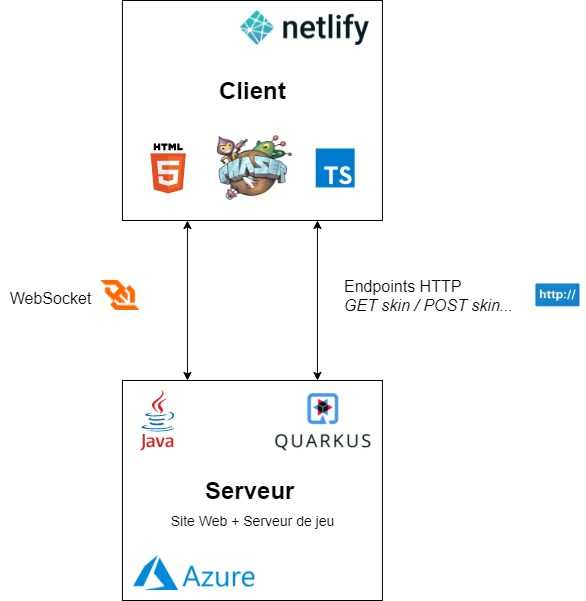 netlify
Client
HTML
5
PHASER
TS
WebSocket
Endpoints HTTP
GET skin / POST skin...
http://
Java
QUARKUS
Serveur
Site Web + Serveur de jeu
Azure